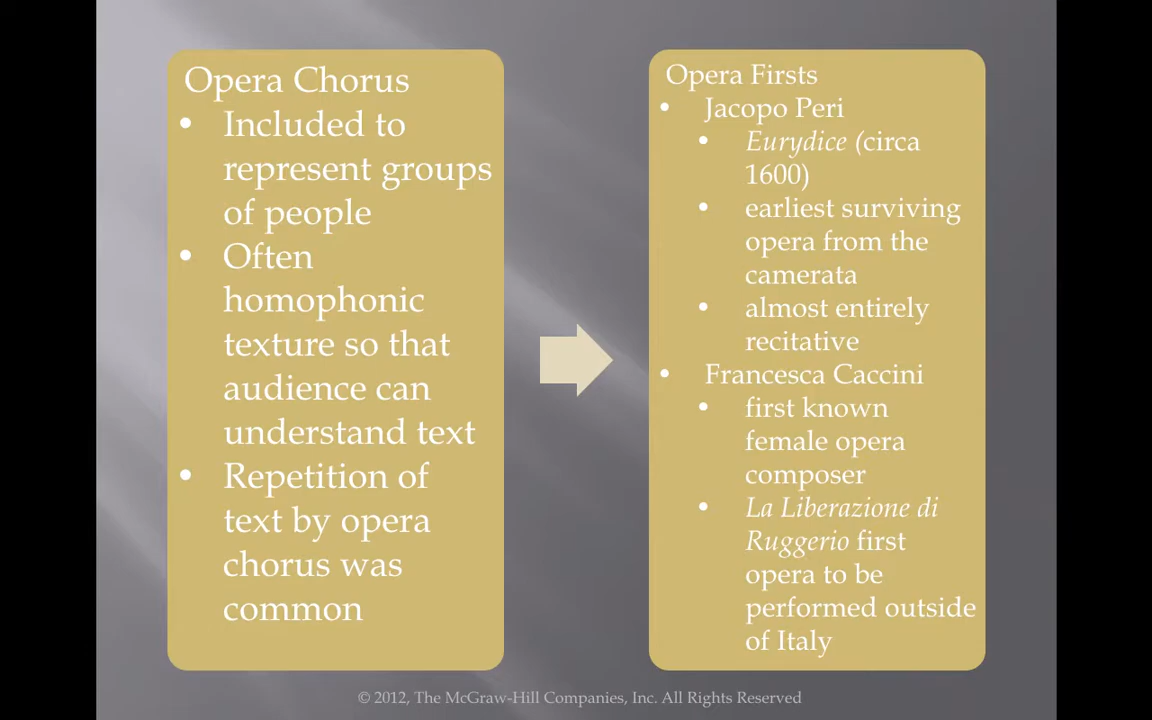 Opera Chorus
• Included to
represent groups
of people
• Often
homophonic
texture so that
audience can
understand text
• Repetition of
text by opera
chorus was
common
Opera Firsts
• Jacopo Peri
• Eurydice (circa
1600)
• earliest surviving
opera from the
camerata
• almost entirely
recitative
• Francesca Caccini
• first known
female opera
composer
• La Liberazione di
Ruggerio first
opera to be
performed outside
of Italy
© 2012, The McGraw-Hill Companies, Inc. All Rights Reserved